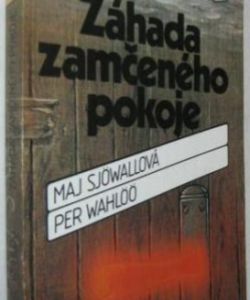 Záhada
zamčeného
pokoje
MAJ SJÖWALLOVÁ
PER WAHLÖÖ